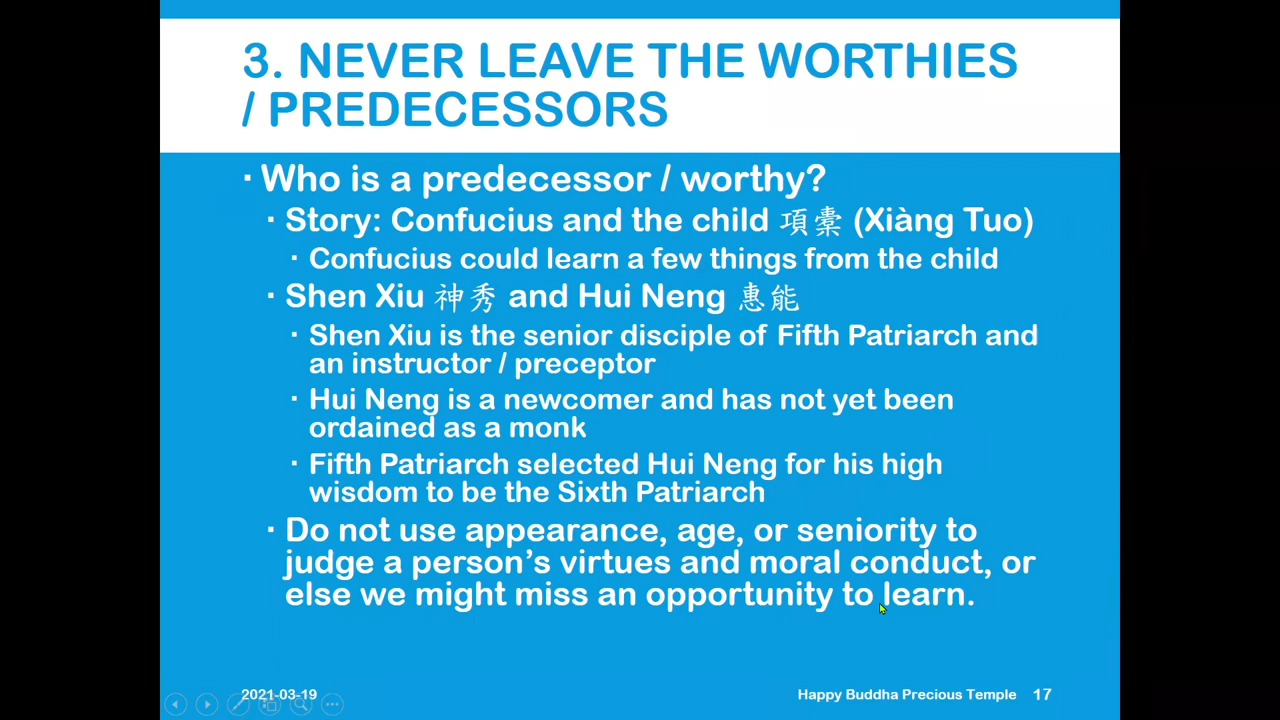 3. NEVER LEAVE THE WORTHIES
/ PREDECESSORS
· Who is a predecessor / worthy?
· Story: Confucius and the child 項橐 (Xiàng Tuo)
· Confucius could learn a few things from the child
· Shen Xiu 神秀 and Hui Neng 惠能
· Shen Xiu is the senior disciple of Fifth Patriarch and
an instructor / preceptor
· Hui Neng is a newcomer and has not yet been
ordained as a monk
· Fifth Patriarch selected Hui Neng for his high
wisdom to be the Sixth Patriarch
· Do not use appearance, age, or seniority to
judge a person's virtues and moral conduct, or
else we might miss an opportunity to learn.
2021-03-19
Happy Buddha Precious Temple 17